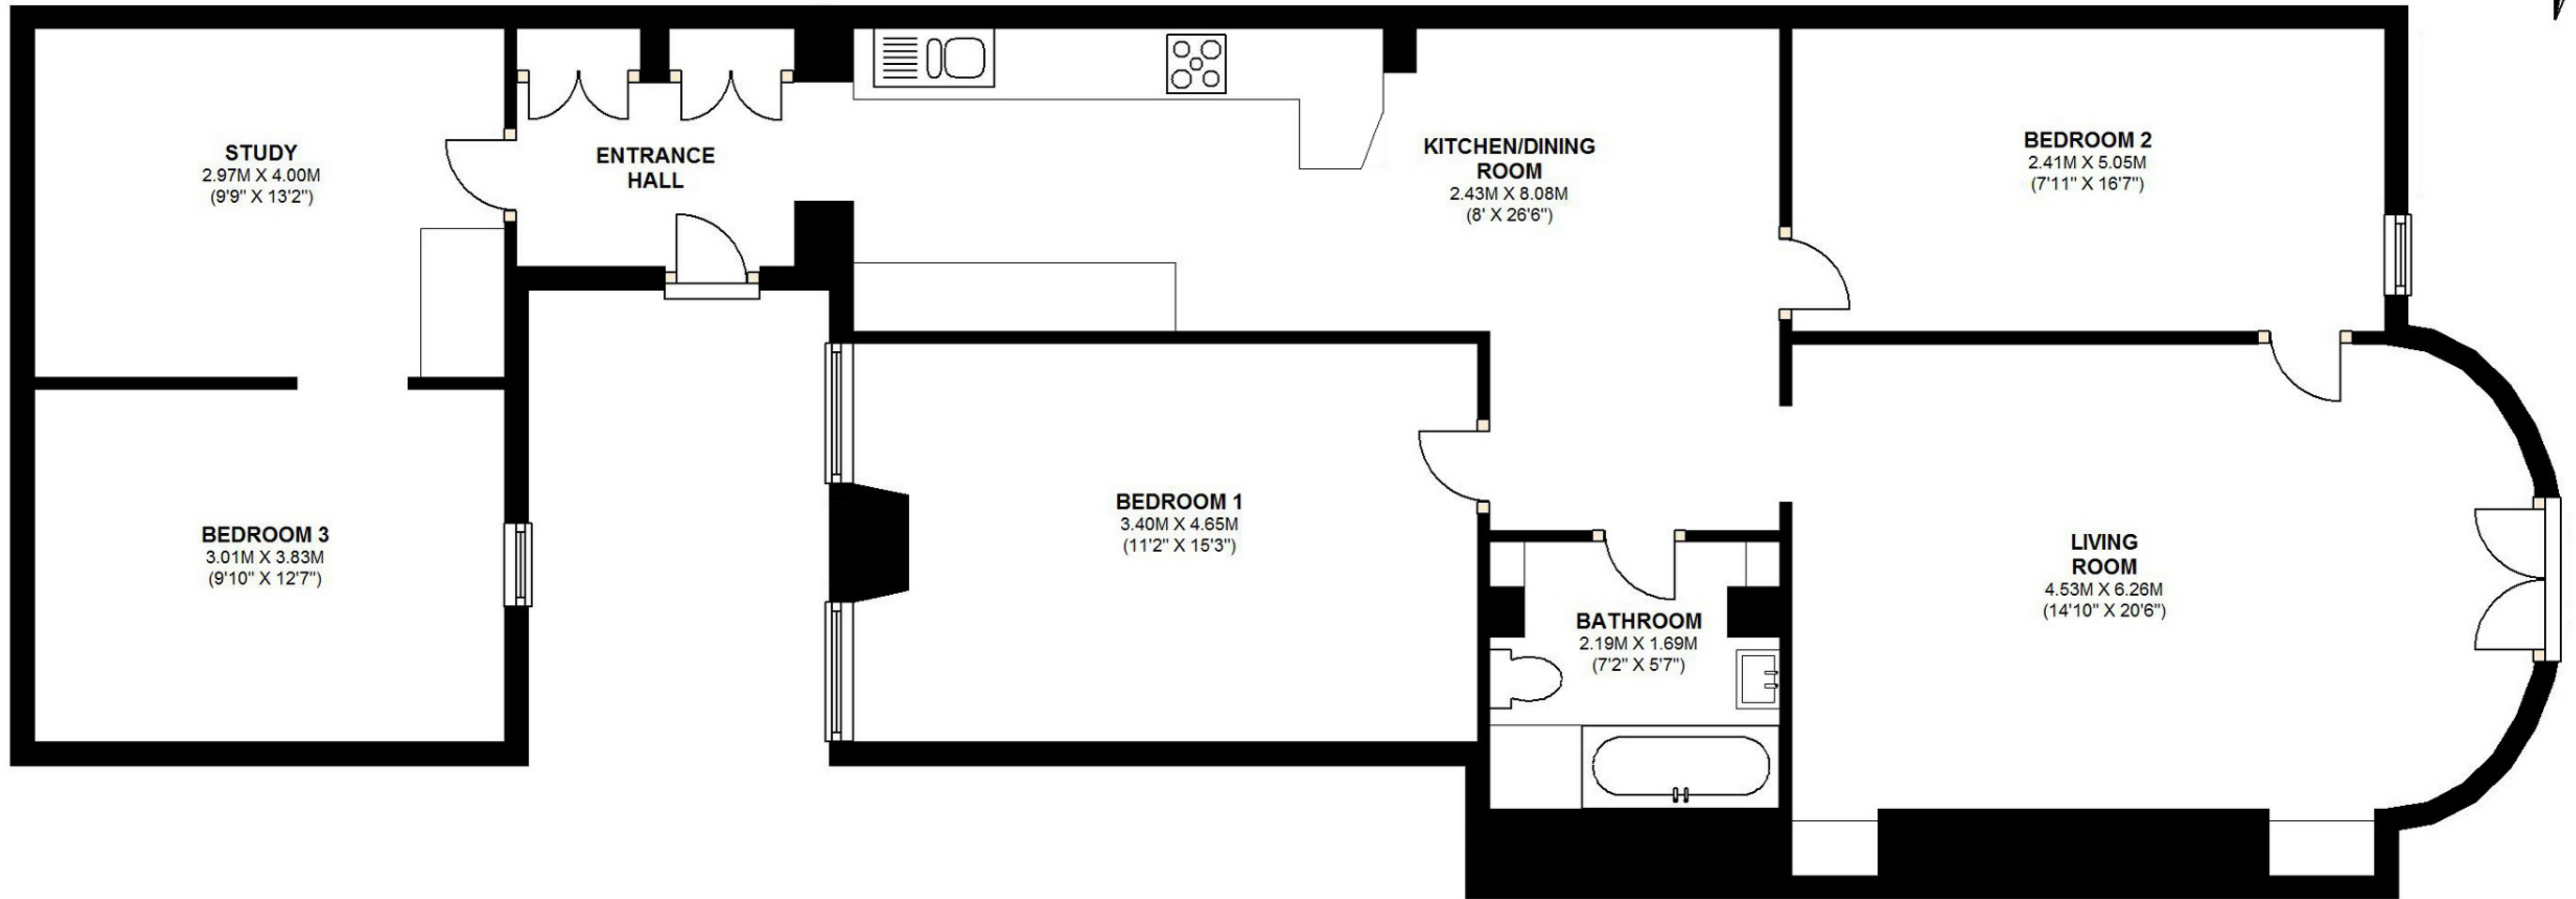 STUDY
2.97M X 4.00M
(9'9" X 13'2")
ENTRANCE
HALL
KITCHEN/DINING
ROOM
2.43M X 8.08M
(8' X 26'6")
BEDROOM 2
2.41M X 5.05M
(7'11" X 16'7")
BEDROOM 3
3.01M X 3.83M
(9'10" X 12'7")
BEDROOM 1
3.40M X 4.65M
(11'2" X 15'3")
BATHROOM
2.19M X 1.69M
(7'2" X 5'7")
LIVING
ROOM
4.53M X 6.26M
(14'10" X 20'6")